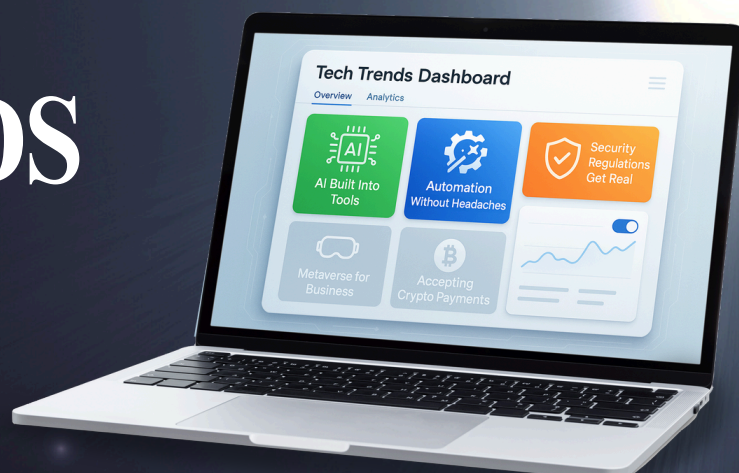 Tech Trends Dashboard
Overview Analytics
AI
AI Built Into
Tools
Automation
Without Headaches
Security
Regulations
Get Real
Metaverse for
Business
Accepting
Crypto Payments